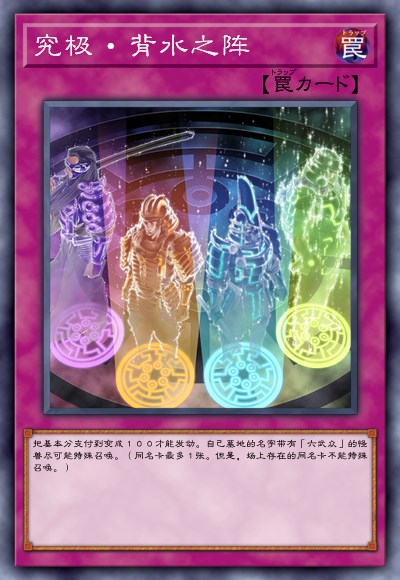 究极·背水之阵
トラップ
罠
トラップ
【罠カード】
把基本分支付到变成１００才能发动。自己墓地的名字带有「六武众」的怪
兽尽可能特殊召唤。（同名卡最多１张。但是，场上存在的同名卡不能特殊
召唤。）